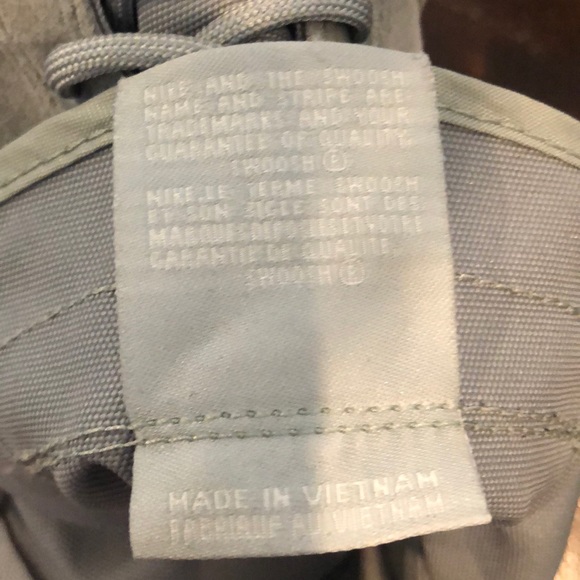 NIKE AND THE SWOOSH
NAME AND STRIPE ARE
TRADEMARKS AND YOUR
GUARANTEE OF QUALITY.
SWOOSH ®
NIKE.LE TERME SWOOSH
ET SON SIGLE SONT DES
MARQUES DEPOSEES ET VOTRE
GARANTIE DE QUALITE.
SWOOSH ®
MADE IN VIETNAM
FABRIQUE AU VIETNAM